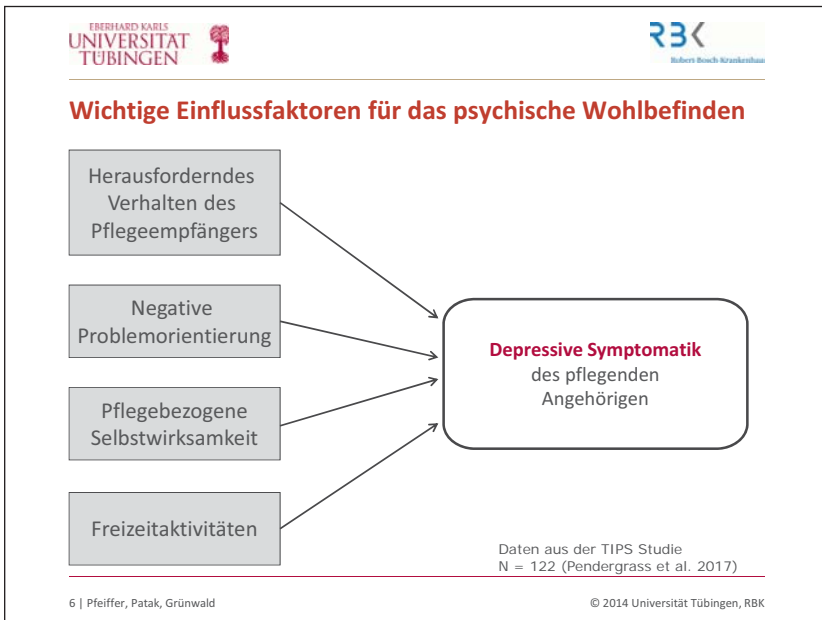 EBERHARD KARLS
UNIVERSITÄT
TÜBINGEN
RBK
Robert-Bosch-Krankenhaus
Wichtige Einflussfaktoren für das psychische Wohlbefinden
Herausforderndes
Verhalten des
Pflegeempfängers
Negative
Problemorientierung
Pflegebezogene
Selbstwirksamkeit
Freizeitaktivitäten
Depressive Symptomatik
des pflegenden
Angehörigen
Daten aus der TIPS Studie
N = 122 (Pendergrass et al. 2017)
6 | Pfeiffer, Patak, Grünwald
© 2014 Universität Tübingen, RBK